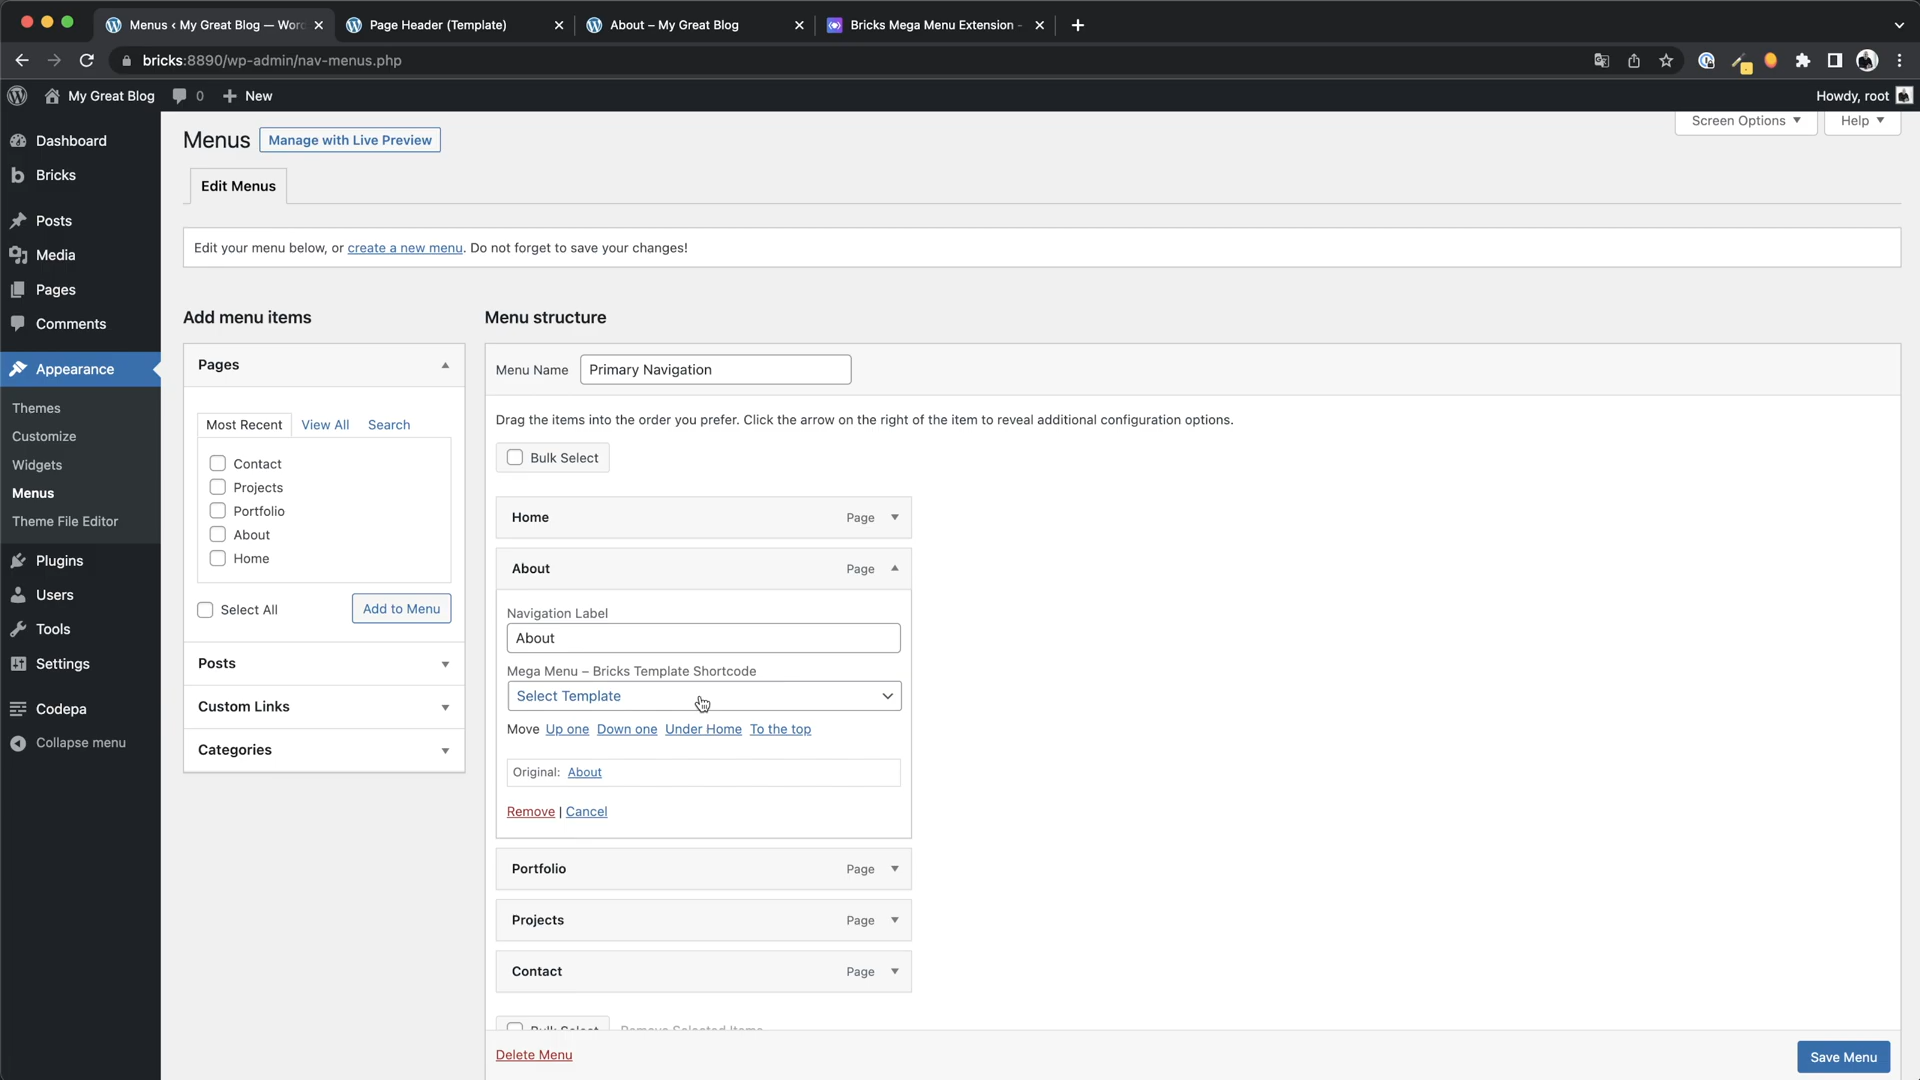 Menus ‹ My Great Blog — Worc
Page Header (Template)
About – My Great Blog
Bricks Mega Menu Extension -
bricks:8890/wp-admin/nav-menus.php
My Great Blog
0
New
Howdy, root
Dashboard
Bricks
Posts
Media
Pages
Comments
Appearance
Themes
Customize
Widgets
Menus
Theme File Editor
Plugins
Users
Tools
Settings
Codepa
Collapse menu
Screen Options
Help
Menus
Manage with Live Preview
Edit Menus
Edit your menu below, or create a new menu. Do not forget to save your changes!
Add menu items
Pages
Most Recent
View All
Search
Contact
Projects
Portfolio
About
Home
Select All
Add to Menu
Posts
Custom Links
Categories
Menu structure
Menu Name
Primary Navigation
Drag the items into the order you prefer. Click the arrow on the right of the item to reveal additional configuration options.
Bulk Select
Home
Page
About
Page
Navigation Label
About
Mega Menu – Bricks Template Shortcode
Select Template
Move Up one Down one Under Home To the top
Original: About
Remove | Cancel
Portfolio
Page
Projects
Page
Contact
Page
Bulk Select
Remove Selected Items
Delete Menu
Save Menu